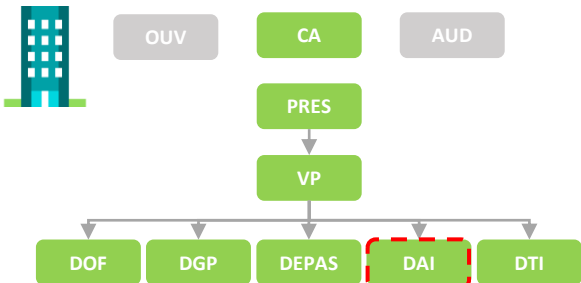 OUV CA AUD
PRES
VP
DOF DGP DEPAS DAI DTI